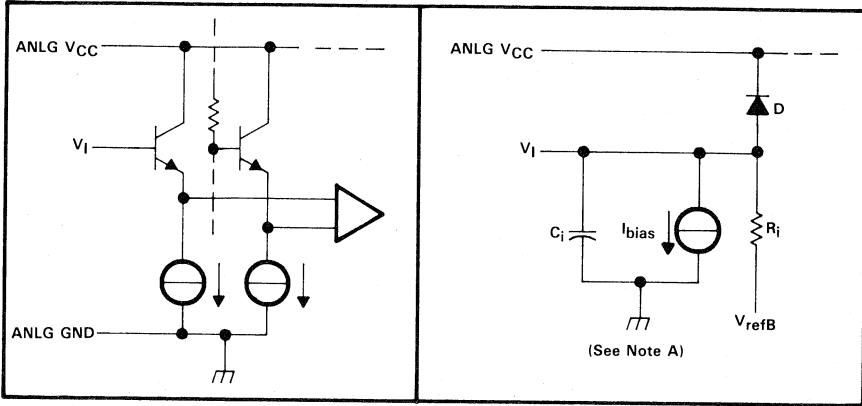 ANLG VCC
VI
ANLG GND
ANLG VCC
D
VI
Ci
Ibias
Ri
VrefB
(See Note A)